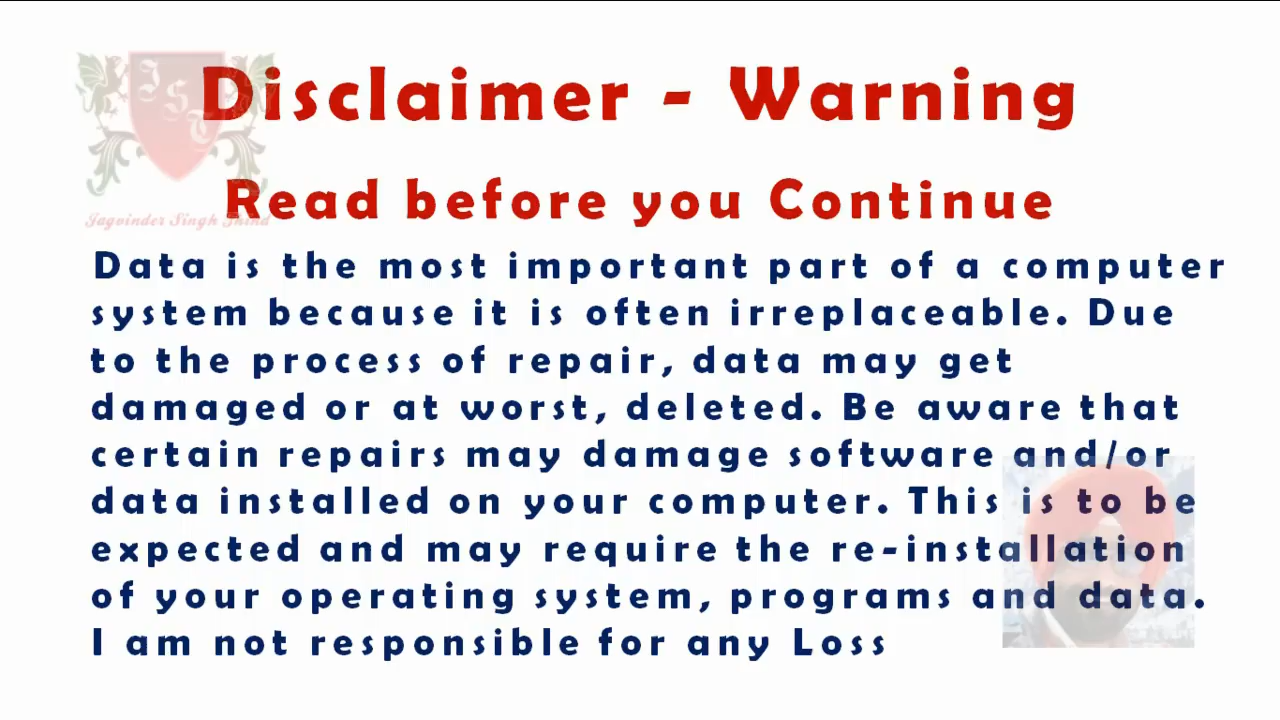 Disclaimer - Warning
Read before you Continue
Jagvinder Singh Thind
Data is the most important part of a computer
system because it is often irreplaceable. Due
to the process of repair, data may get
damaged or at worst, deleted. Be aware that
certain repairs may damage software and/or
data installed on your computer. This is to be
expected and may require the re-installation
of your operating system, programs and data.
I am not responsible for any Loss